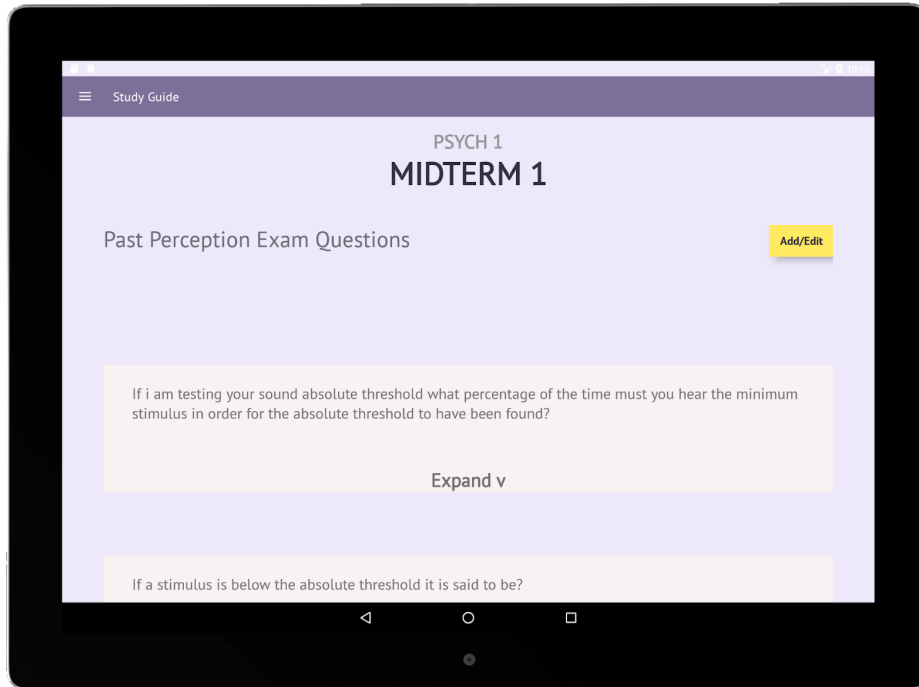 10:10
Study Guide
PSYCH 1
MIDTERM 1
Past Perception Exam Questions
Add/Edit
If i am testing your sound absolute threshold what percentage of the time must you hear the minimum
stimulus in order for the absolute threshold to have been found?
Expand v
If a stimulus is below the absolute threshold it is said to be?